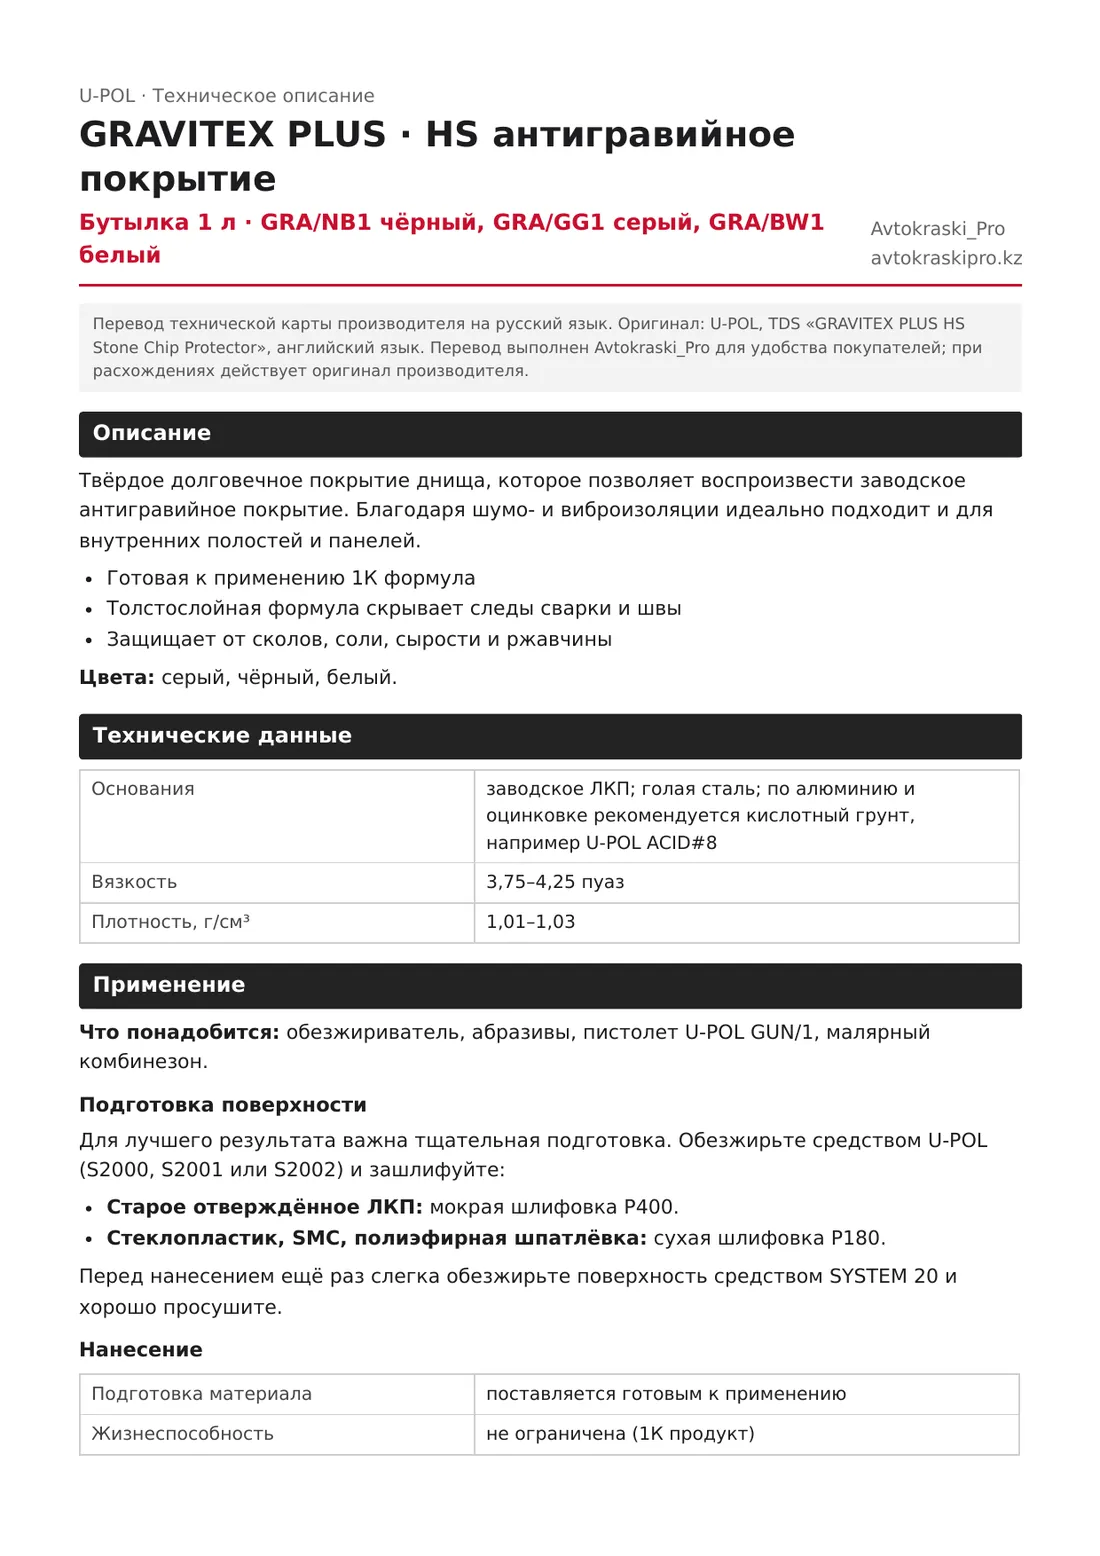 U-POL · Техническое описание
GRAVITEX PLUS · HS антигравийное
покрытие
Бутылка 1 л · GRA/NB1 чёрный, GRA/GG1 серый, GRA/BW1
белый
Avtokraski_Pro
avtokraskipro.kz
Перевод технической карты производителя на русский язык. Оригинал: U-POL, TDS «GRAVITEX PLUS HS
Stone Chip Protector», английский язык. Перевод выполнен Avtokraski_Pro для удобства покупателей; при
расхождениях действует оригинал производителя.
Описание
Твёрдое долговечное покрытие днища, которое позволяет воспроизвести заводское
антигравийное покрытие. Благодаря шумо- и виброизоляции идеально подходит и для
внутренних полостей и панелей.
• Готовая к применению 1К формула
• Толстослойная формула скрывает следы сварки и швы
• Защищает от сколов, соли, сырости и ржавчины
Цвета: серый, чёрный, белый.
Технические данные
Основания
заводское ЛКП; голая сталь; по алюминию и
оцинковке рекомендуется кислотный грунт,
например U-POL ACID#8
Вязкость
3,75–4,25 пуаз
Плотность, г/см³
1,01–1,03
Применение
Что понадобится: обезжириватель, абразивы, пистолет U-POL GUN/1, малярный
комбинезон.
Подготовка поверхности
Для лучшего результата важна тщательная подготовка. Обезжирьте средством U-POL
(S2000, S2001 или S2002) и зашлифуйте:
• Старое отверждённое ЛКП: мокрая шлифовка P400.
• Стеклопластик, SMC, полиэфирная шпатлёвка: сухая шлифовка P180.
Перед нанесением ещё раз слегка обезжирьте поверхность средством SYSTEM 20 и
хорошо просушите.
Нанесение
Подготовка материала
поставляется готовым к применению
Жизнеспособность
не ограничена (1К продукт)